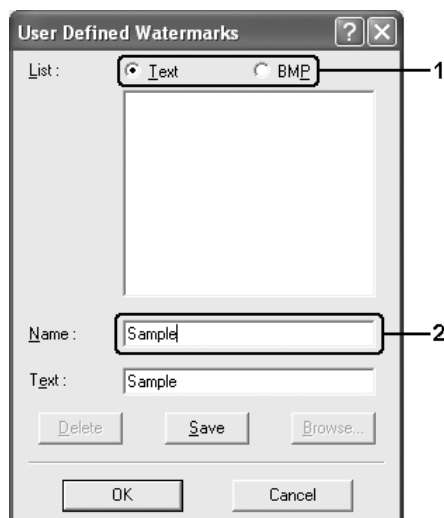 User Defined Watermarks
List : Text BMP 1
Name : Sample 2
Text : Sample
Delete Save Browse...
OK Cancel